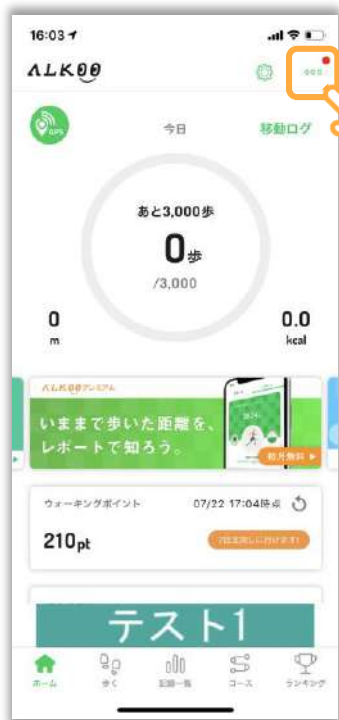 16:03
ALKOO
GPS
今日
移動ログ
あと3,000歩
0歩
/3,000
0
m
0.0
kcal
ALKOOプレミアム
いままで歩いた距離を、
レポートで知ろう。
初月無料
ウォーキングポイント
07/22 17:04時点
210pt
テスト1
ホーム
歩く
記録一覧
コース
ランキング